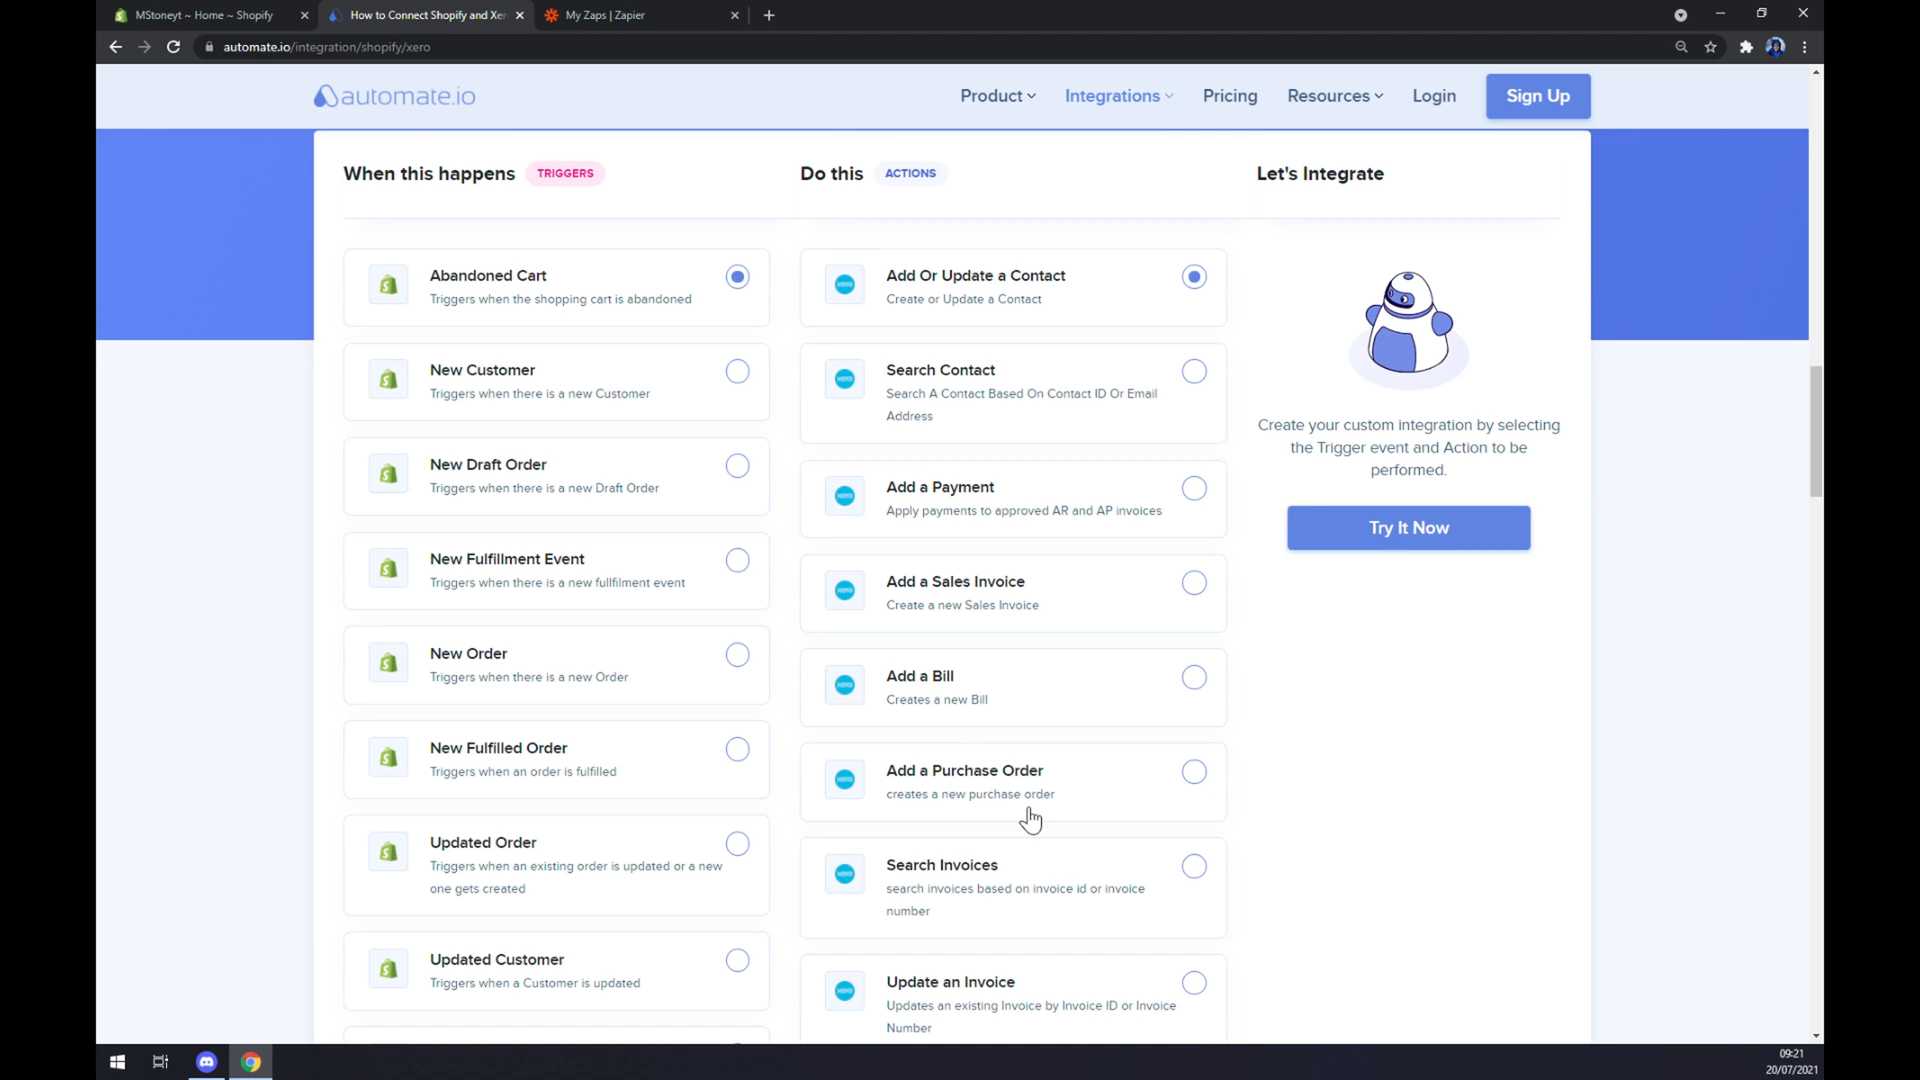 MStoneyt ~ Home ~ Shopify
How to Connect Shopify and Xer
My Zaps | Zapier
automate.io/integration/shopify/xero
automate.io
Product
Integrations
Pricing
Resources
Login
Sign Up
When this happens
TRIGGERS
Do this
ACTIONS
Let's Integrate
Abandoned Cart
Triggers when the shopping cart is abandoned
New Customer
Triggers when there is a new Customer
New Draft Order
Triggers when there is a new Draft Order
New Fulfillment Event
Triggers when there is a new fullfilment event
New Order
Triggers when there is a new Order
New Fulfilled Order
Triggers when an order is fulfilled
Updated Order
Triggers when an existing order is updated or a new
one gets created
Updated Customer
Triggers when a Customer is updated
Add Or Update a Contact
Create or Update a Contact
Search Contact
Search A Contact Based On Contact ID Or Email
Address
Add a Payment
Apply payments to approved AR and AP invoices
Add a Sales Invoice
Create a new Sales Invoice
Add a Bill
Creates a new Bill
Add a Purchase Order
creates a new purchase order
Search Invoices
search invoices based on invoice id or invoice
number
Update an Invoice
Updates an existing Invoice by Invoice ID or Invoice
Number
Create your custom integration by selecting
the Trigger event and Action to be
performed.
Try It Now
09:21
20/07/2021